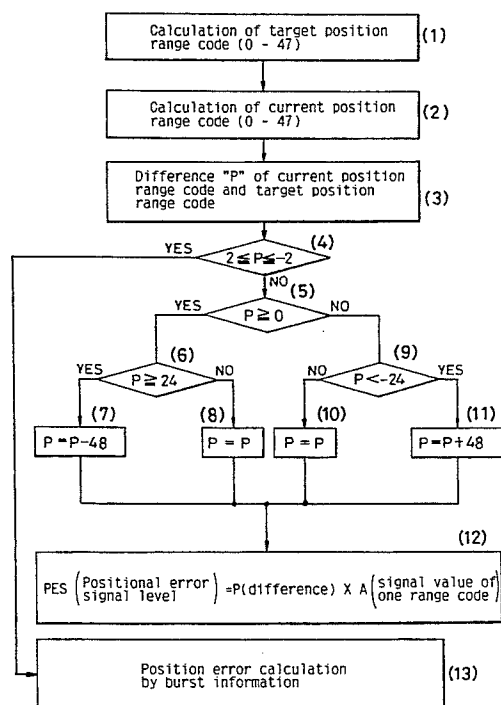 Calculation of target position
range code (0 - 47)
(1)
Calculation of current position
range code (0 - 47)
(2)
Difference "P" of current position
range code and target position
range code
(3)
(4)
YES
2 ≦ P ≦ -2
NO
(5)
YES
P ≧ 0
NO
(6)
YES
P ≧ 24
NO
(9)
NO
P < -24
YES
(7)
P = P-48
(8)
P = P
(10)
P = P
(11)
P = P + 48
(12)
PES (Positional error signal level) = P(difference) X A (signal value of one range code)
Position error calculation
by burst information
(13)